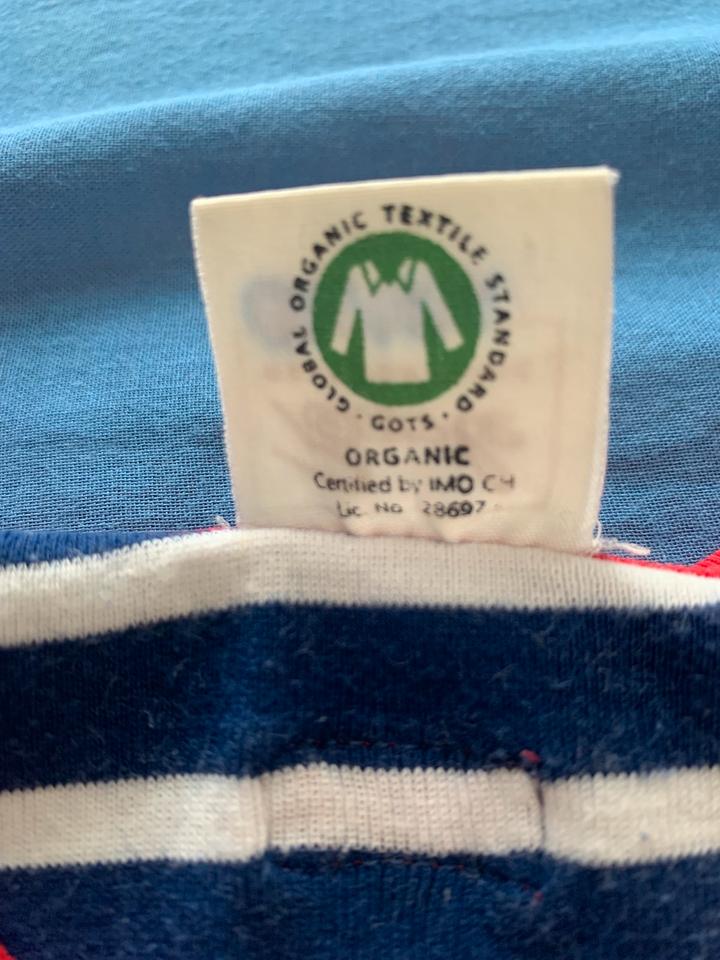 GLOBAL ORGANIC TEXTILE STANDARD
· GOTS ·
ORGANIC
Certified by IMO CH
Lic. No 28697